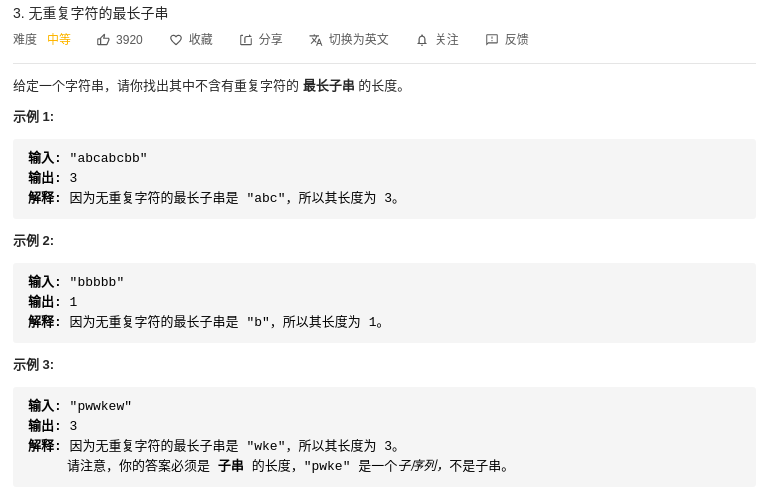 3. 无重复字符的最长子串
难度 中等 3920 收藏 分享 切换为英文 关注 反馈
给定一个字符串，请你找出其中不含有重复字符的 最长子串 的长度。
示例 1:
输入: "abcabcbb"
输出: 3
解释: 因为无重复字符的最长子串是 "abc"，所以其长度为 3。
示例 2:
输入: "bbbbb"
输出: 1
解释: 因为无重复字符的最长子串是 "b"，所以其长度为 1。
示例 3:
输入: "pwwkew"
输出: 3
解释: 因为无重复字符的最长子串是 "wke"，所以其长度为 3。
请注意，你的答案必须是 子串 的长度，"pwke" 是一个子序列，不是子串。